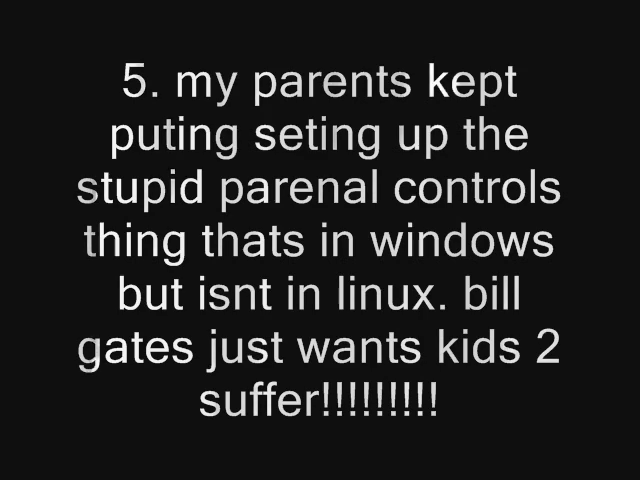 5. my parents kept
puting seting up the
stupid parenal controls
thing thats in windows
but isnt in linux. bill
gates just wants kids 2
suffer!!!!!!!!!